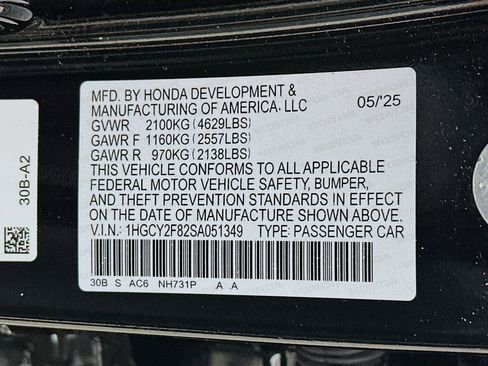 MFD. BY HONDA DEVELOPMENT &
MANUFACTURING OF AMERICA, LLC 05/'25
GVWR 2100KG (4629LBS)
GAWR F 1160KG (2557LBS)
GAWR R 970KG (2138LBS)
THIS VEHICLE CONFORMS TO ALL APPLICABLE
FEDERAL MOTOR VEHICLE SAFETY, BUMPER,
AND THEFT PREVENTION STANDARDS IN EFFECT
ON THE DATE OF MANUFACTURE SHOWN ABOVE.
V.I.N.: 1HGCY2F82SA051349 TYPE: PASSENGER CAR
30B S AC6 NH731P A A
30B-A2